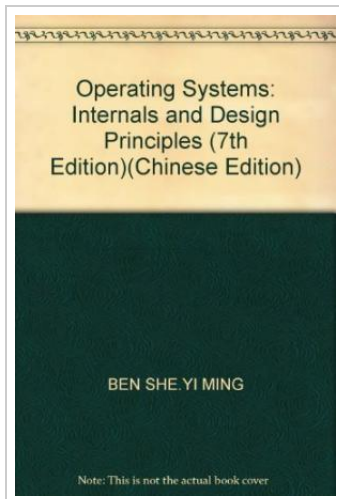 Operating Systems:
Internals and Design
Principles (7th
Edition)(Chinese Edition)
BEN SHE.YI MING
Note: This is not the actual book cover